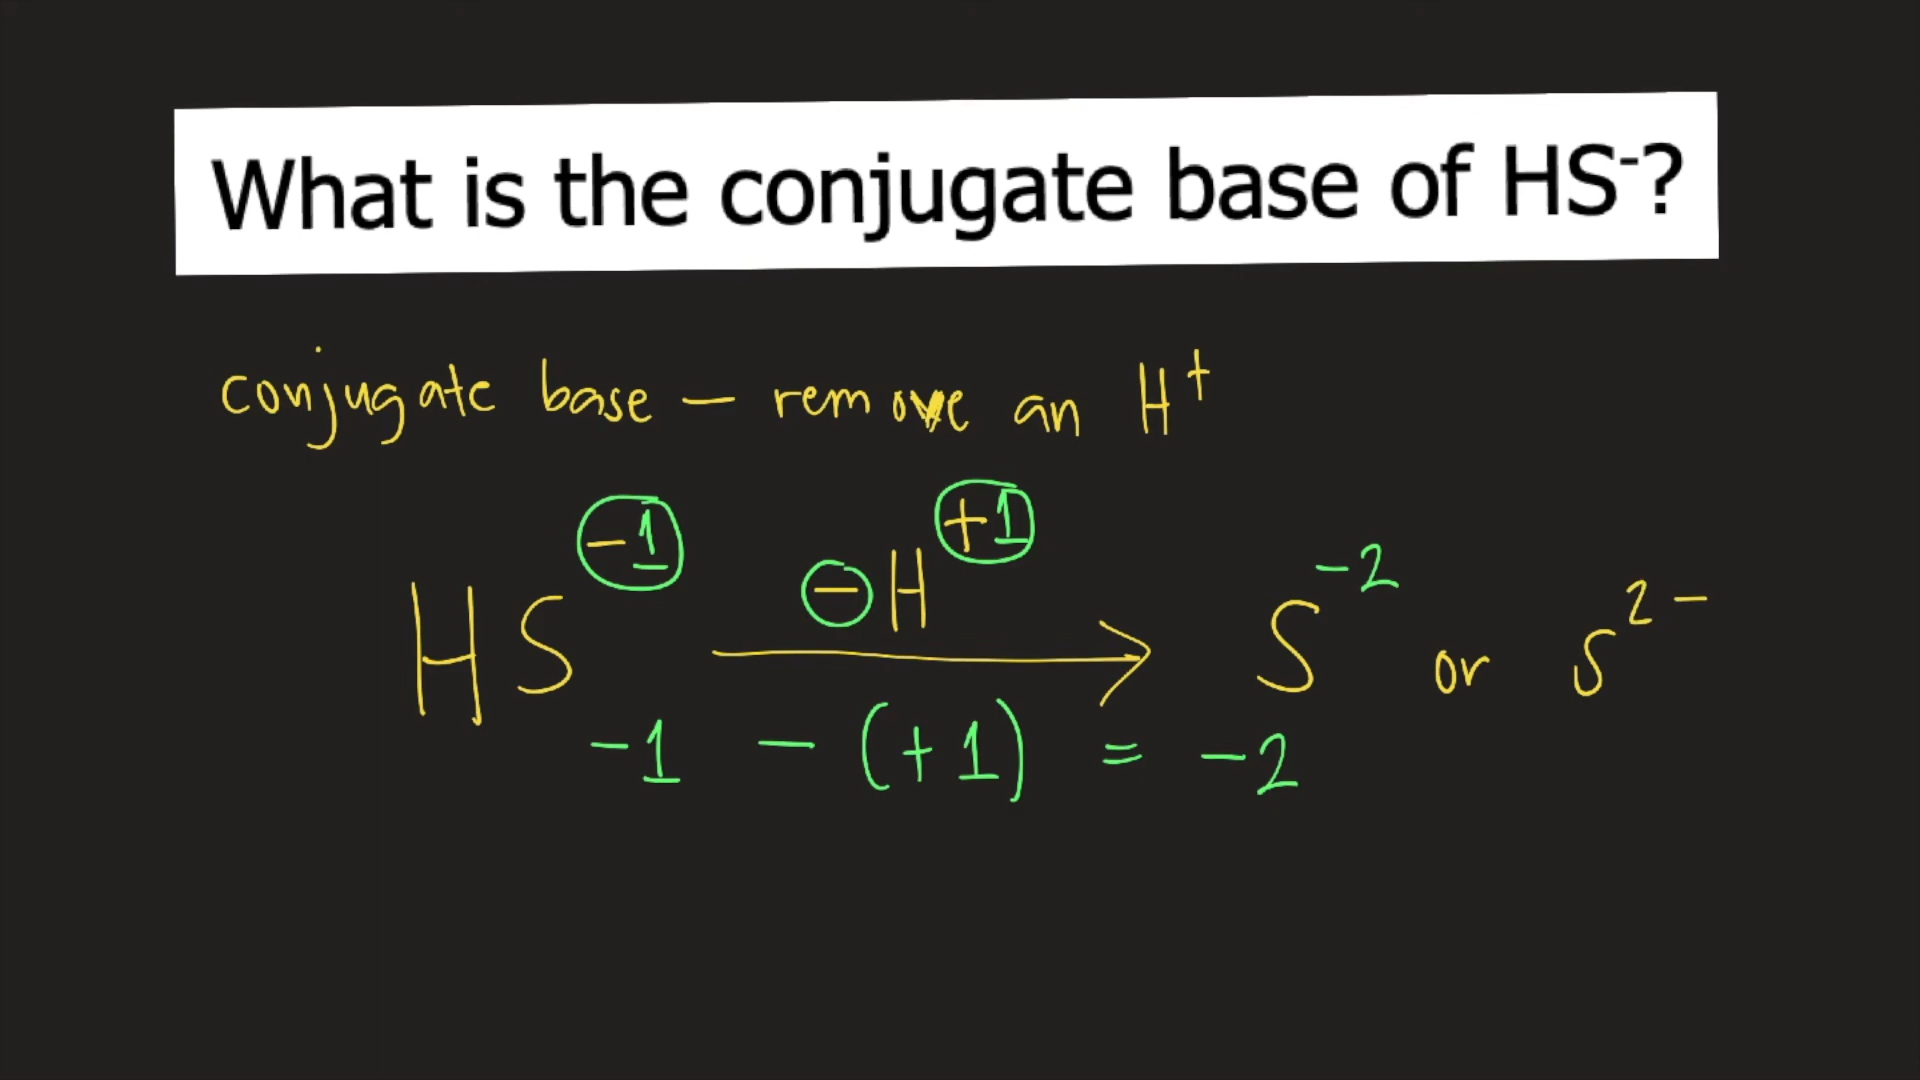 What is the conjugate base of HS⁻?
conjugate base – remove an H⁺
HS⁻¹ –H⁺¹ → S⁻² or S²⁻
-1 – (+1) = -2